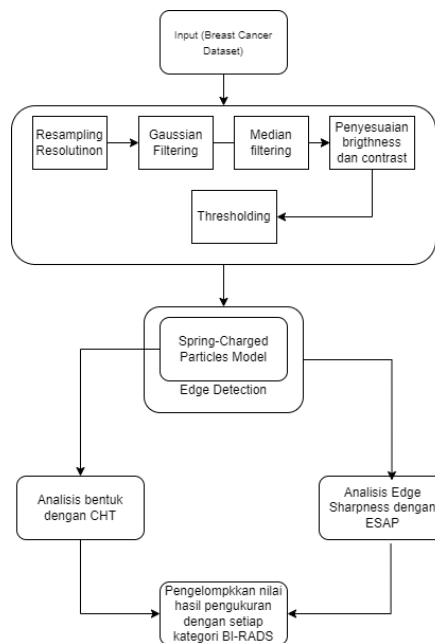 Input (Breast Cancer
Dataset)
Resampling
Resolutinon
Gaussian
Filtering
Median
filtering
Penyesuaian
brigthness
dan contrast
Thresholding
Spring-Charged
Particles Model
Edge Detection
Analisis bentuk
dengan CHT
Analisis Edge
Sharpness dengan
ESAP
Pengelompkkan nilai
hasil pengukuran
dengan setiap
kategori BI-RADS